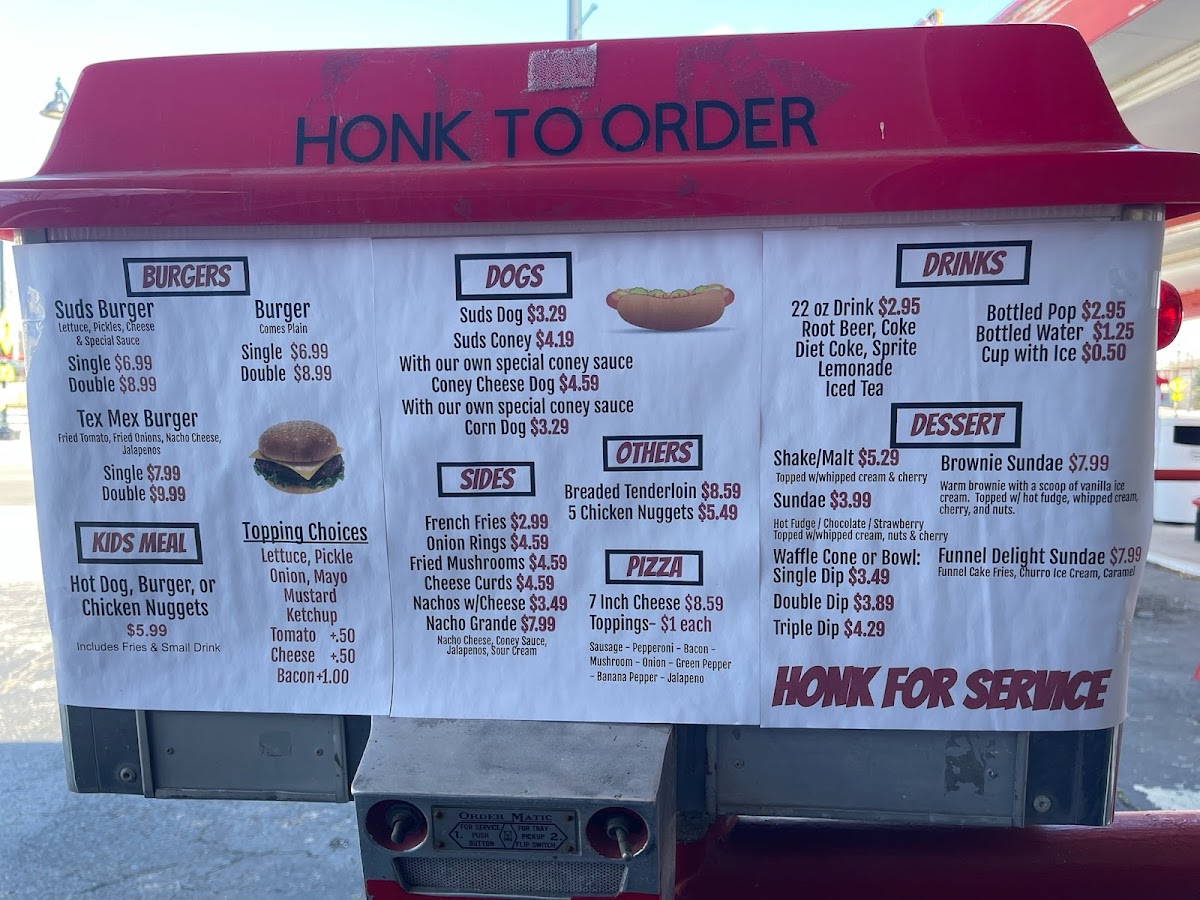 HONK TO ORDER
BURGERS
Suds Burger
Lettuce, Pickles, Cheese
& Special Sauce
Single $6.99
Double $8.99
Burger
Comes Plain
Single $6.99
Double $8.99
Tex Mex Burger
Fried Tomato, Fried Onions, Nacho Cheese,
Jalapenos
Single $7.99
Double $9.99
KIDS MEAL
Hot Dog, Burger, or
Chicken Nuggets
$5.99
Includes Fries & Small Drink
Topping Choices
Lettuce, Pickle
Onion, Mayo
Mustard
Ketchup
Tomato +.50
Cheese +.50
Bacon +1.00
DOGS
Suds Dog $3.29
Suds Coney $4.19
With our own special coney sauce
Coney Cheese Dog $4.59
With our own special coney sauce
Corn Dog $3.29
SIDES
French Fries $2.99
Onion Rings $4.59
Fried Mushrooms $4.59
Cheese Curds $4.59
Nachos w/Cheese $3.49
Nacho Grande $7.99
Nacho Cheese, Coney Sauce,
Jalapenos, Sour Cream
OTHERS
Breaded Tenderloin $8.59
5 Chicken Nuggets $5.49
PIZZA
7 Inch Cheese $8.59
Toppings- $1 each
Sausage - Pepperoni - Bacon -
Mushroom - Onion - Green Pepper
- Banana Pepper - Jalapeno
DRINKS
22 oz Drink $2.95
Root Beer, Coke
Diet Coke, Sprite
Lemonade
Iced Tea
Bottled Pop $2.95
Bottled Water $1.25
Cup with Ice $0.50
DESSERT
Shake/Malt $5.29
Topped w/whipped cream & cherry
Sundae $3.99
Hot Fudge / Chocolate / Strawberry
Topped w/whipped cream, nuts & cherry
Waffle Cone or Bowl:
Single Dip $3.49
Double Dip $3.89
Triple Dip $4.29
Brownie Sundae $7.99
Warm brownie with a scoop of vanilla ice
cream. Topped w/ hot fudge, whipped cream,
cherry, and nuts.
Funnel Delight Sundae $7.99
Funnel Cake Fries, Churro Ice Cream, Caramel
HONK FOR SERVICE
ORDER MATIC
FOR SERVICE
1. PUSH
BUTTON
FOR TRAY
PICKUP 2.
FLIP SWITCH